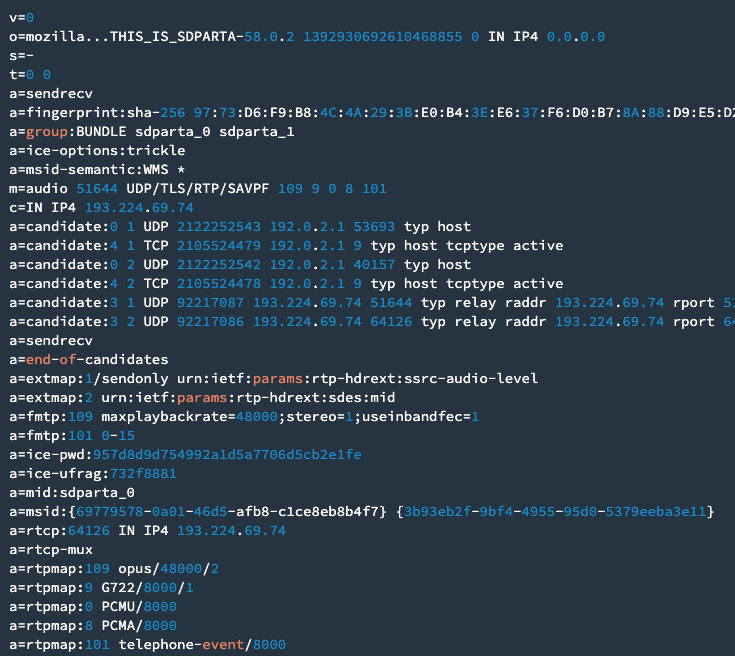 v=0
o=mozilla...THIS_IS_SDPARTA-58.0.2 1392930692610468855 0 IN IP4 0.0.0.0
s=-
t=0 0
a=sendrecv
a=fingerprint:sha-256 97:73:D6:F9:B8:4C:4A:29:3B:E0:B4:3E:E6:37:F6:D0:B7:8A:88:D9:E5:D2
a=group:BUNDLE sdparta_0 sdparta_1
a=ice-options:trickle
a=msid-semantic:WMS *
m=audio 51644 UDP/TLS/RTP/SAVPF 109 9 0 8 101
c=IN IP4 193.224.69.74
a=candidate:0 1 UDP 2122252543 192.0.2.1 53693 typ host
a=candidate:4 1 TCP 2105524479 192.0.2.1 9 typ host tcptype active
a=candidate:0 2 UDP 2122252542 192.0.2.1 40157 typ host
a=candidate:4 2 TCP 2105524478 192.0.2.1 9 typ host tcptype active
a=candidate:3 1 UDP 92217087 193.224.69.74 51644 typ relay raddr 193.224.69.74 rport 5
a=candidate:3 2 UDP 92217086 193.224.69.74 64126 typ relay raddr 193.224.69.74 rport 64
a=sendrecv
a=end-of-candidates
a=extmap:1/sendonly urn:ietf:params:rtp-hdrext:ssrc-audio-level
a=extmap:2 urn:ietf:params:rtp-hdrext:sdes:mid
a=fmtp:109 maxplaybackrate=48000;stereo=1;useinbandfec=1
a=fmtp:101 0-15
a=ice-pwd:957d8d9d754992a1d5a7706d5cb2e1fe
a=ice-ufrag:732f8881
a=mid:sdparta_0
a=msid:{69779578-0a01-46d5-afb8-c1ce8eb8b4f7} {3b93eb2f-9bf4-4955-95d0-5379eeba3e11}
a=rtcp:64126 IN IP4 193.224.69.74
a=rtcp-mux
a=rtpmap:109 opus/48000/2
a=rtpmap:9 G722/8000/1
a=rtpmap:0 PCMU/8000
a=rtpmap:8 PCMA/8000
a=rtpmap:101 telephone-event/8000